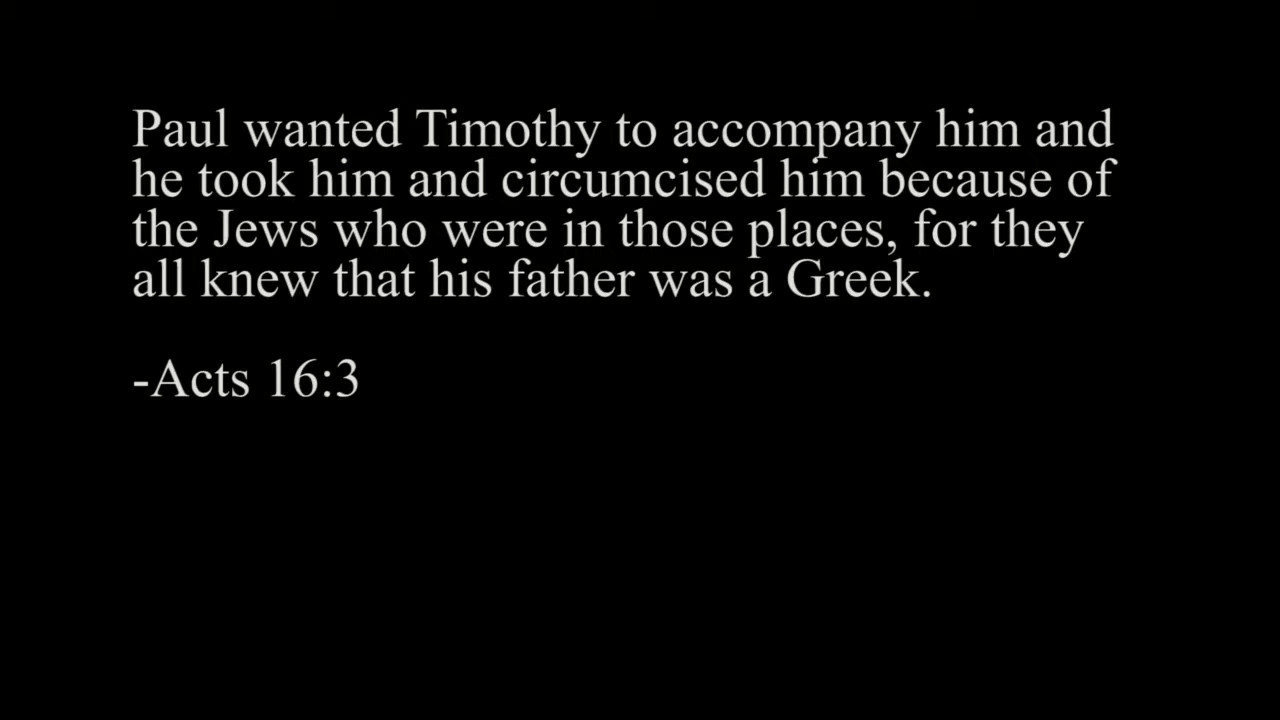 Paul wanted Timothy to accompany him and
he took him and circumcised him because of
the Jews who were in those places, for they
all knew that his father was a Greek.
-Acts 16:3